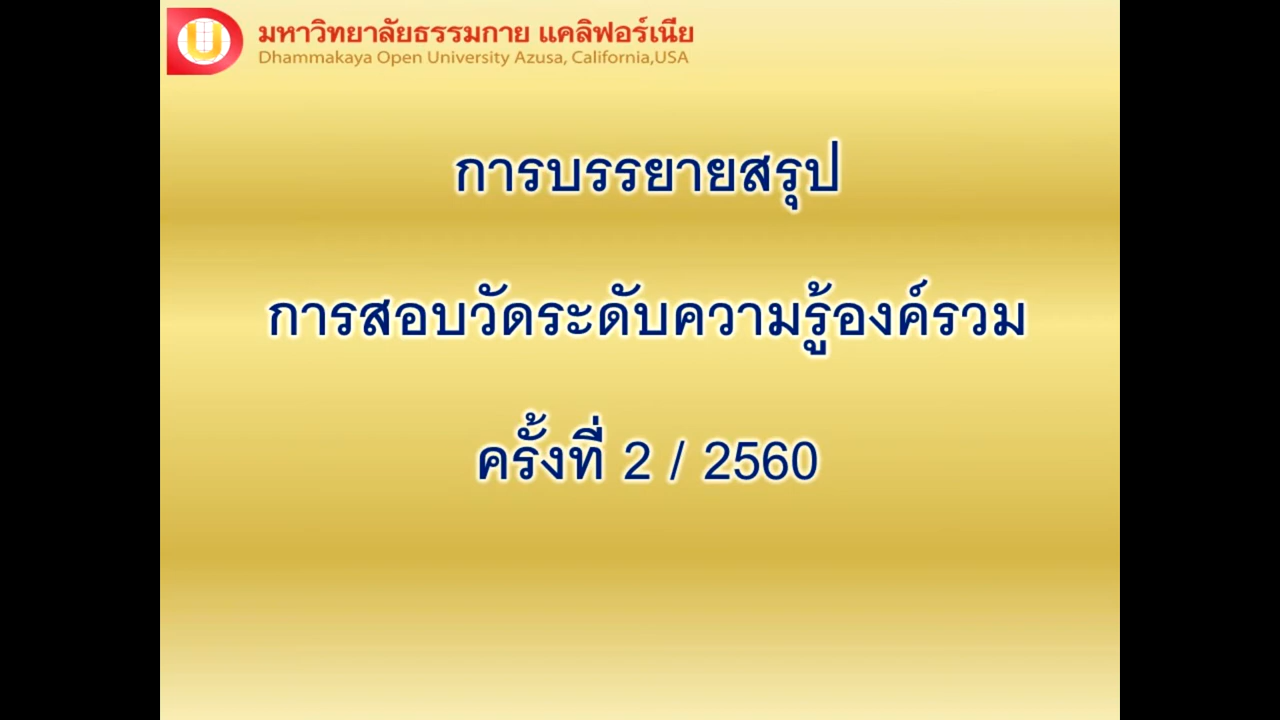 มหาวิทยาลัยธรรมกาย แคลิฟอร์เนีย
Dhammakaya Open University Azusa, California,USA
การบรรยายสรุป
การสอบวัดระดับความรู้องค์รวม
ครั้งที่ 2 / 2560